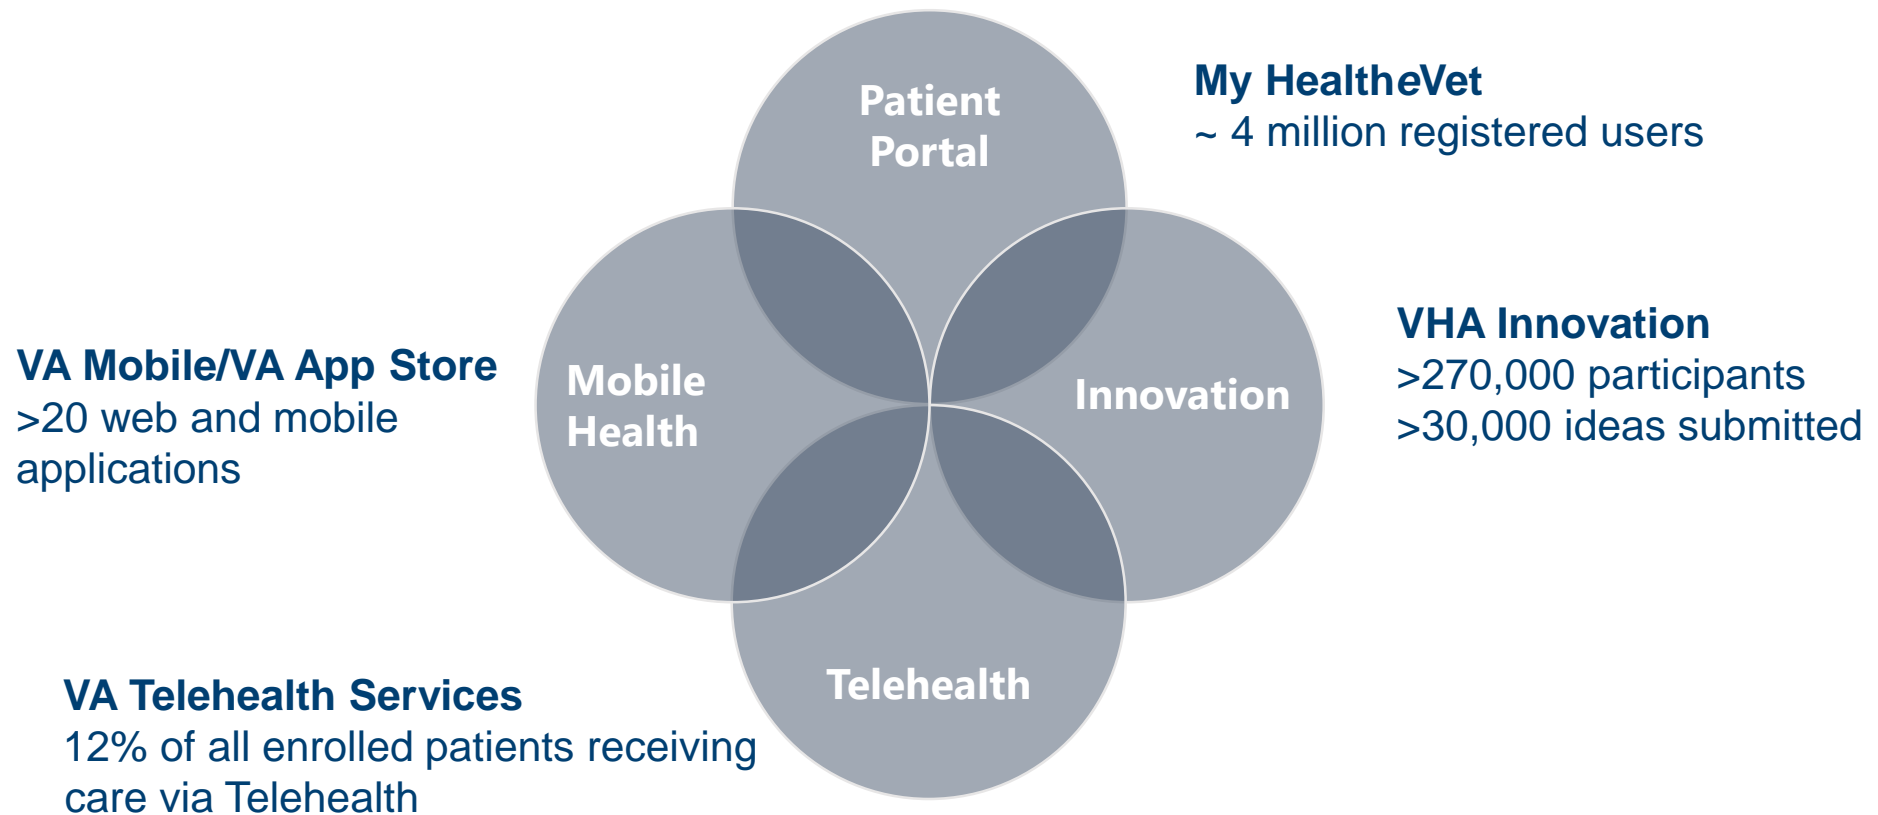 Patient
Portal
My HealtheVet
~ 4 million registered users
Mobile
Health
Innovation
VHA Innovation
>270,000 participants
>30,000 ideas submitted
VA Mobile/VA App Store
>20 web and mobile
applications
Telehealth
VA Telehealth Services
12% of all enrolled patients receiving
care via Telehealth